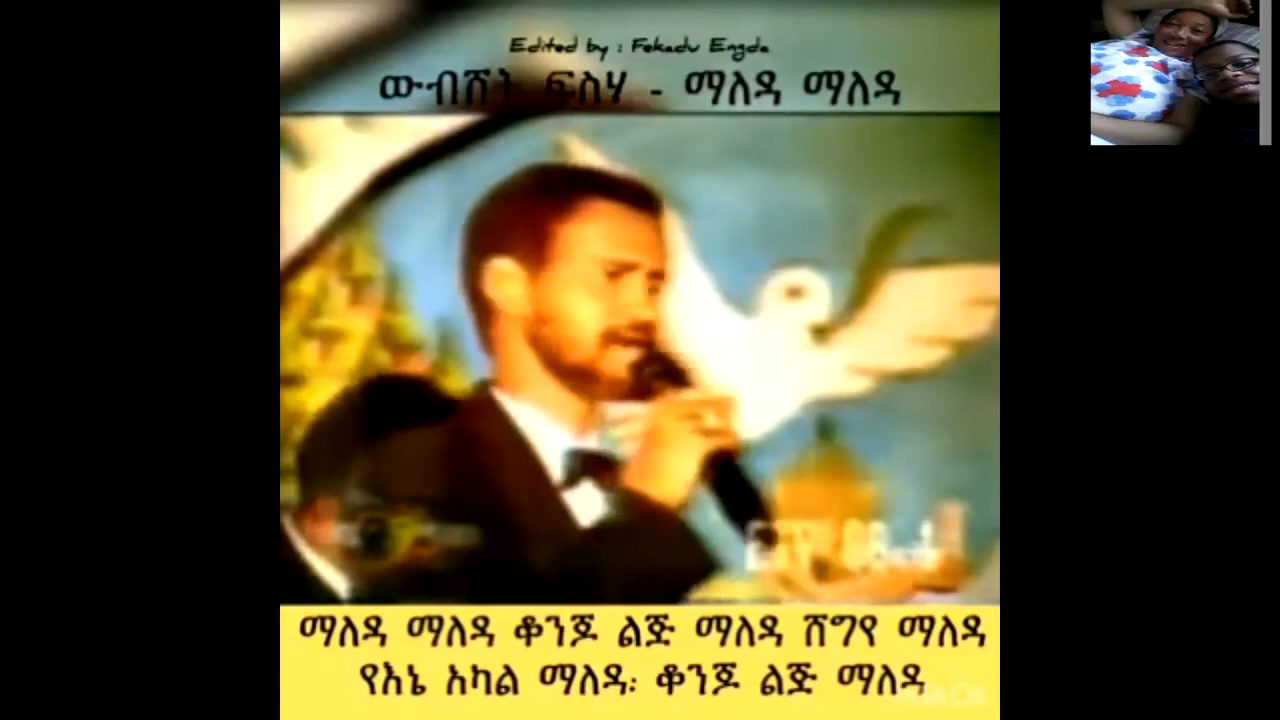 Edited by : Fekadu Engda
ውብሸት ፍስሃ - ማለዳ ማለዳ
ማለዳ ማለዳ ቆንጆ ልጅ ማለዳ ሸግየ ማለዳ
የእኔ አካል ማለዳ፡ ቆንጆ ልጅ ማለዳ